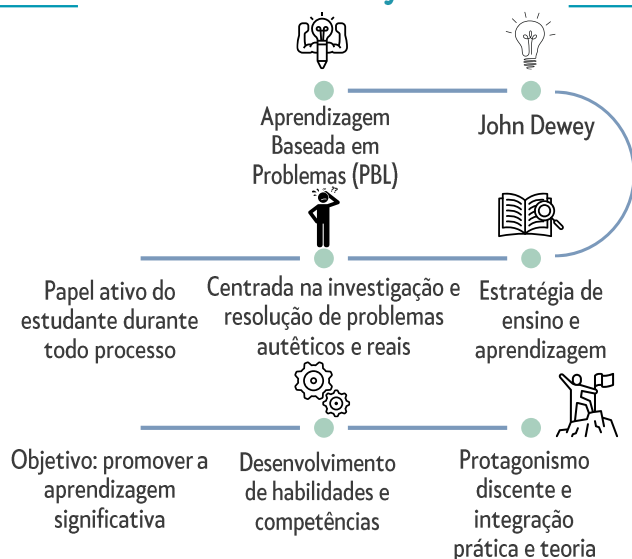 Aprendizagem
Baseada em
Problemas (PBL)
John Dewey
Estratégia de
ensino e
aprendizagem
Centrada na investigação e
resolução de problemas
autêticos e reais
Papel ativo do
estudante durante
todo processo
Objetivo: promover a
aprendizagem
significativa
Desenvolvimento
de habilidades e
competências
Protagonismo
discente e
integração
prática e teoria